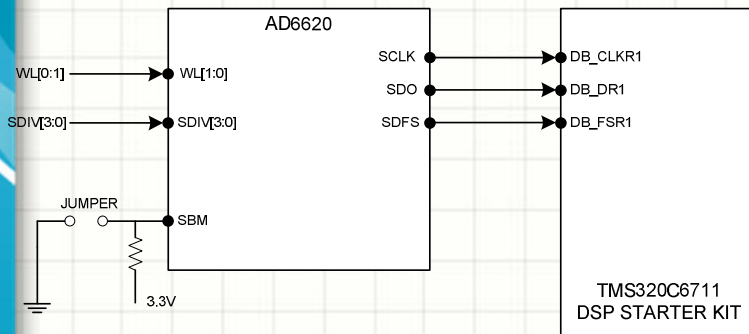 AD6620
SCLK
DB_CLKR1
WL[0:1]
WL[1:0]
SDO
DB_DR1
SDIV[3:0]
SDIV[3:0]
SDFS
DB_FSR1
JUMPER
SBM
3.3V
TMS320C6711
DSP STARTER KIT